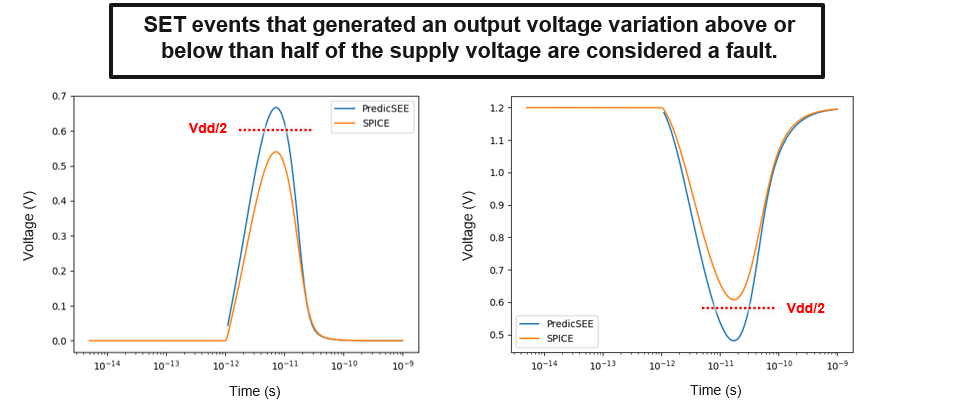 SET events that generated an output voltage variation above or
below than half of the supply voltage are considered a fault.
0.7
0.6
0.5
0.4
0.3
0.2
0.1
0.0
Voltage (V)
Vdd/2
PredicSEE
SPICE
10⁻¹⁴
10⁻¹³
10⁻¹²
10⁻¹¹
10⁻¹⁰
10⁻⁹
Time (s)
1.2
1.1
1.0
0.9
0.8
0.7
0.6
0.5
Voltage (V)
Vdd/2
PredicSEE
SPICE
10⁻¹⁴
10⁻¹³
10⁻¹²
10⁻¹¹
10⁻¹⁰
10⁻⁹
Time (s)